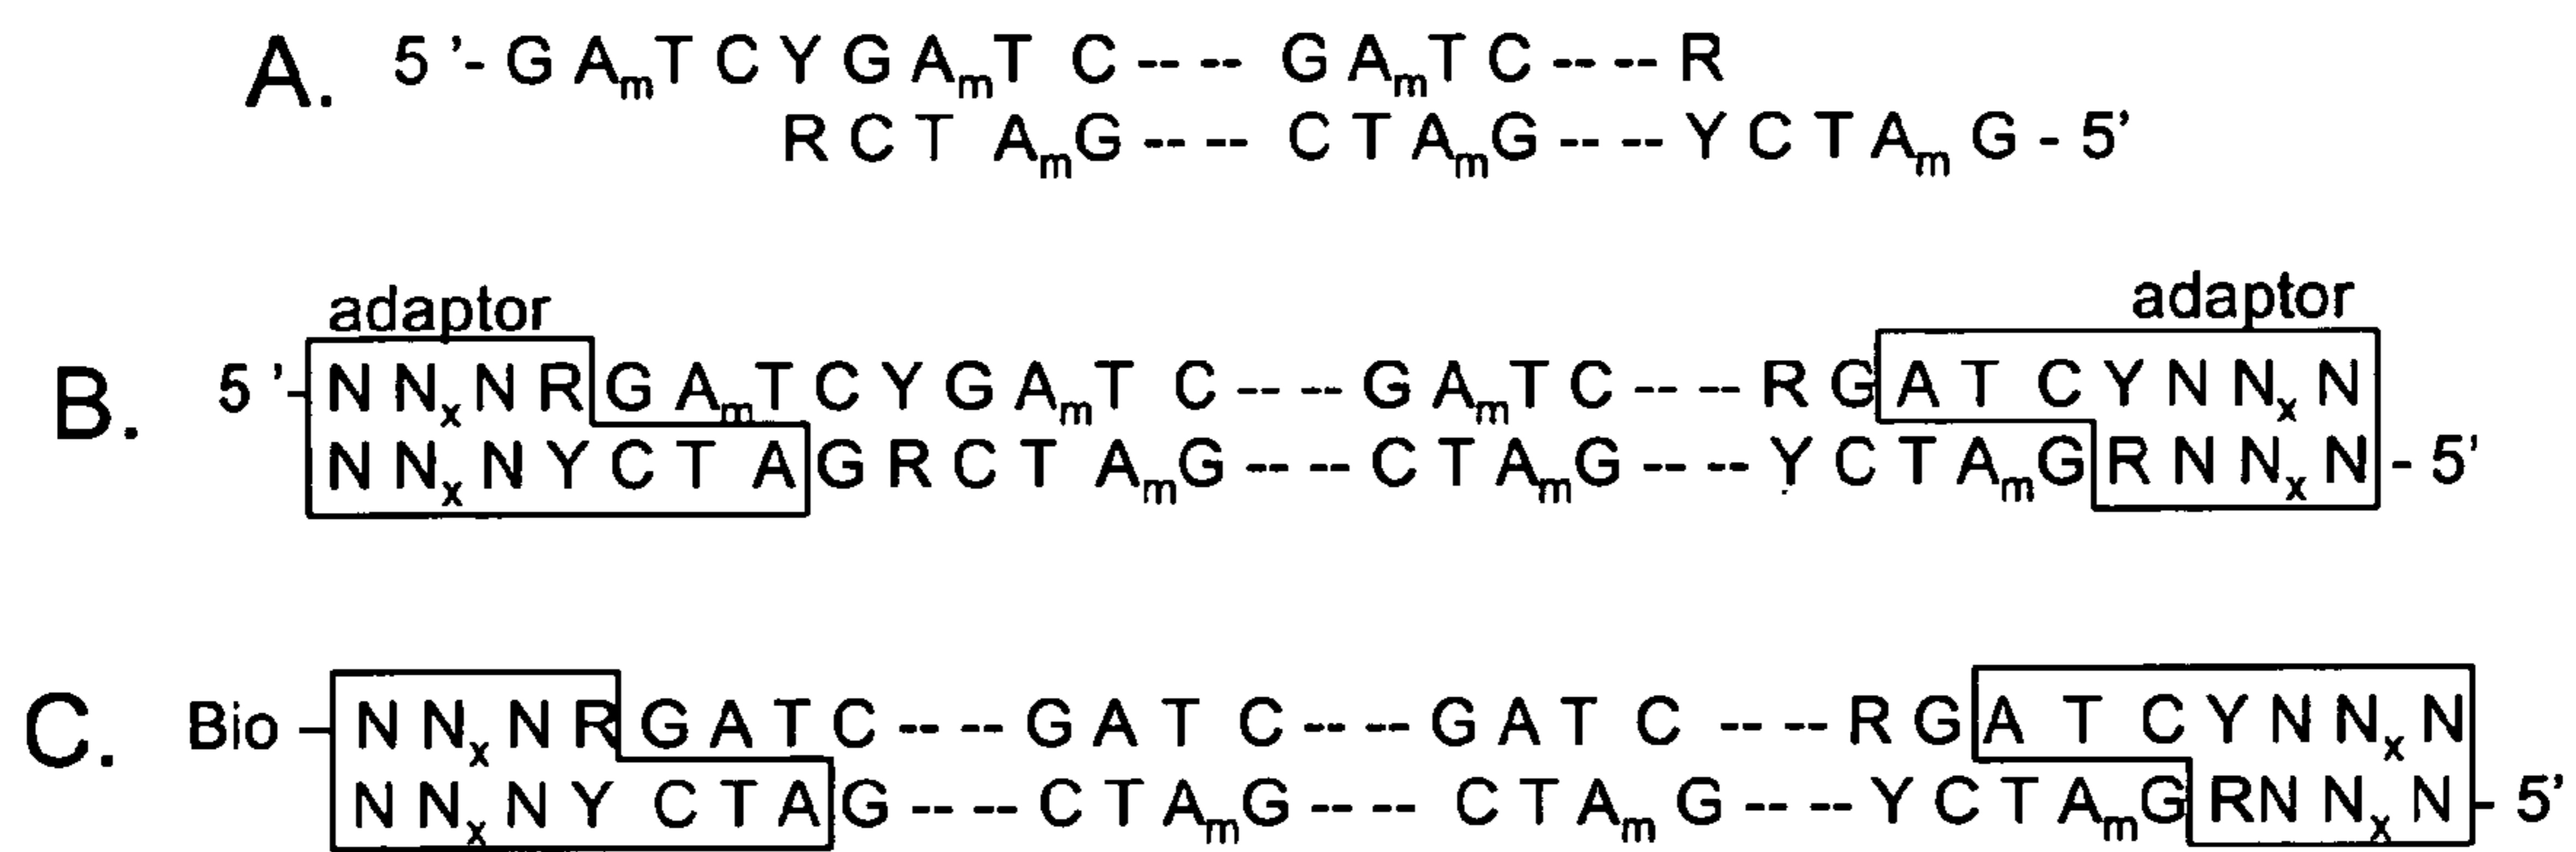 A. 5'- G AmT C Y G AmT C -- -- G AmT C -- -- R
R C T AmG -- -- C T AmG -- -- Y C T Am G - 5'
adaptor adaptor
B. 5'- N Nx N R G AmT C Y G AmT C -- -- G AmT C -- -- R G A T C Y N Nx N
N Nx N Y C T A G R C T AmG -- -- C T AmG -- -- Y C T AmG R N Nx N - 5'
C. Bio - N Nx N R G A T C -- -- G A T C -- -- G A T C -- -- R G A T C Y N Nx N
N Nx N Y C T A G -- -- C T AmG -- -- C T Am G -- -- Y C T AmG R N Nx N - 5'